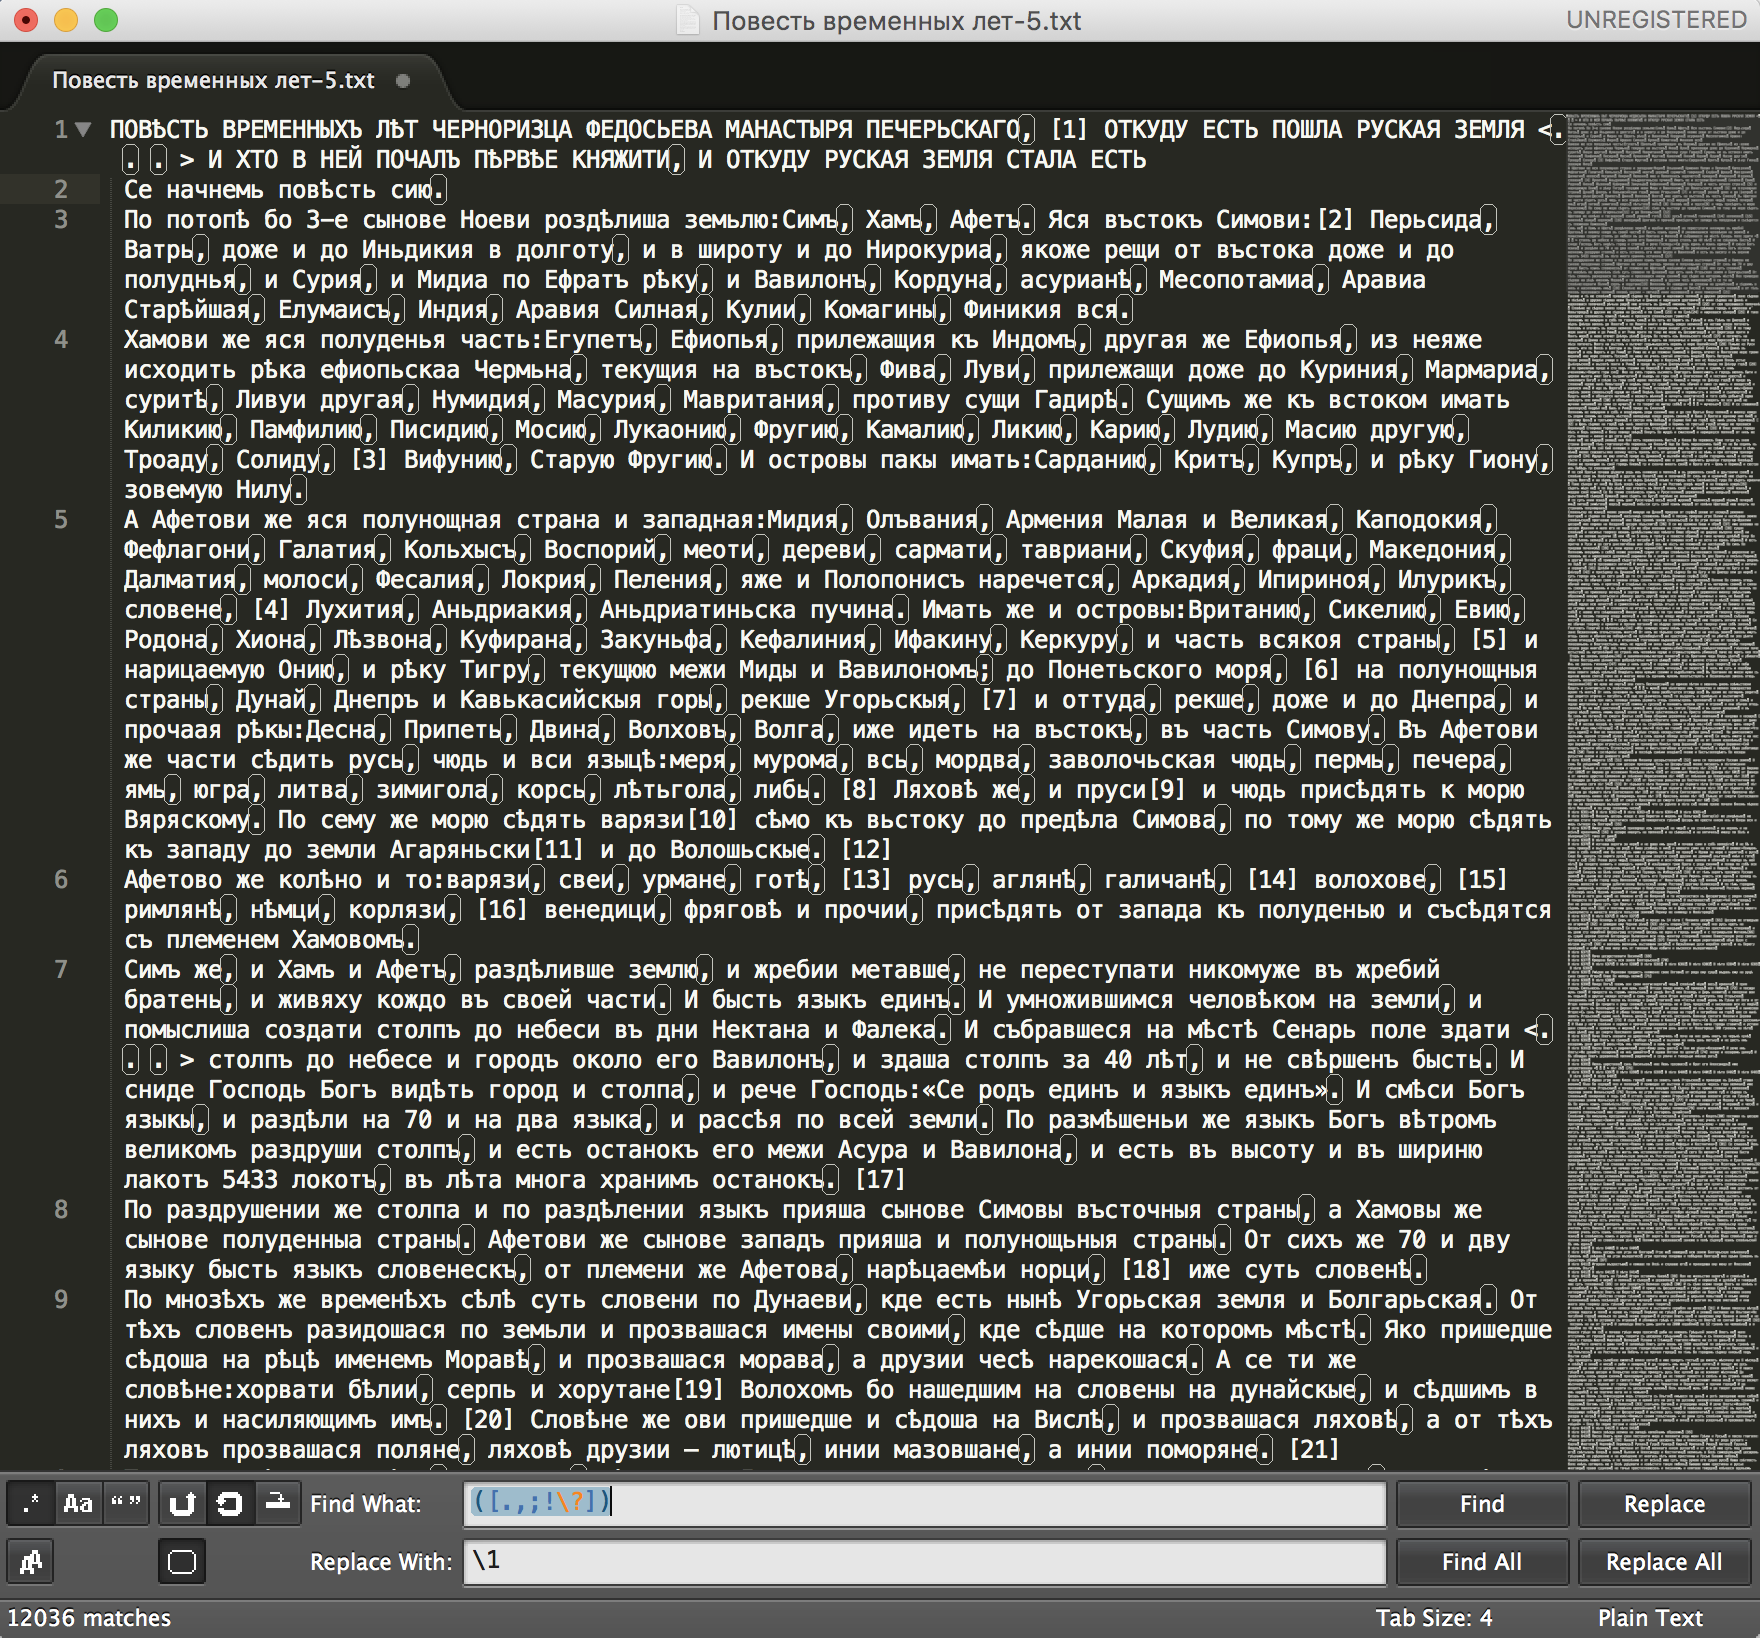 Повесть временных лет-5.txt
UNREGISTERED
Повесть временных лет-5.txt
1 ПОВѢСТЬ ВРЕМЕННЫХЪ ЛѢТ ЧЕРНОРИЗЦА ФЕДОСЬЕВА МАНАСТЫРЯ ПЕЧЕРЬСКАГО, [1] ОТКУДУ ЕСТЬ ПОШЛА РУСКАЯ ЗЕМЛЯ <.
. . > И ХТО В НЕЙ ПОЧАЛЪ ПѢРВѢЕ КНЯЖИТИ, И ОТКУДУ РУСКАЯ ЗЕМЛЯ СТАЛА ЕСТЬ
2 Се начнемь повѣсть сию.
3 По потопѣ бо 3-е сынове Ноеви роздѣлиша земьлю:Симъ, Хамъ, Афетъ. Яся въстокъ Симови:[2] Перьсида,
Ватрь, доже и до Иньдикия в долготу, и в широту и до Нирокуриа, якоже рещи от въстока доже и до
полуднья, и Сурия, и Мидиа по Ефратъ рѣку, и Вавилонъ, Кордуна, асурианѣ, Месопотамиа, Аравиа
Старѣйшая, Елумаисъ, Индия, Аравия Силная, Кулии, Комагины, Финикия вся.
4 Хамови же яся полуденья часть:Егупетъ, Ефиопья, прилежащия къ Индомъ, другая же Ефиопья, из неяже
исходить рѣка ефиопьскаа Чермьна, текущия на въстокъ, Фива, Луви, прилежащи доже до Куриния, Мармариа,
суритѣ, Ливуи другая, Нумидия, Масурия, Мавритания, противу сущи Гадирѣ. Сущимъ же къ встоком имать
Киликию, Памфилию, Писидию, Мосию, Лукаонию, Фругию, Камалию, Ликию, Карию, Лудию, Масию другую,
Троаду, Солиду, [3] Вифунию, Старую Фругию. И островы пакы имать:Сарданию, Критъ, Купръ, и рѣку Гиону,
зовемую Нилу.
5 А Афетови же яся полунощная страна и западная:Мидия, Олъвания, Армения Малая и Великая, Каподокия,
Фефлагони, Галатия, Кольхысъ, Воспорий, меоти, дереви, сармати, тавриани, Скуфия, фраци, Македония,
Далматия, молоси, Фесалия, Локрия, Пеления, яже и Полопонисъ наречется, Аркадия, Ипириноя, Илурикъ,
словене, [4] Лухития, Аньдриакия, Аньдриатиньска пучина. Имать же и островы:Вританию, Сикелию, Евию,
Родона, Хиона, Лѣзвона, Куфирана, Закуньфа, Кефалиния, Ифакину, Керкуру, и часть всякоя страны, [5] и
нарицаемую Онию, и рѣку Тигру, текущюю межи Миды и Вавилономъ; до Понетьского моря, [6] на полунощныя
страны, Дунай, Днепръ и Кавькасийскыя горы, рекше Угорьскыя, [7] и оттуда, рекше, доже и до Днепра, и
прочаая рѣкы:Десна, Припеть, Двина, Волховъ, Волга, иже идеть на въстокъ, въ часть Симову. Въ Афетови
же части сѣдить русь, чюдь и вси языцѣ:меря, мурома, всь, мордва, заволочьская чюдь, пермь, печера,
ямь, югра, литва, зимигола, корсь, лѣтьгола, либь. [8] Ляховѣ же, и пруси[9] и чюдь присѣдять к морю
Вяряскому. По сему же морю сѣдять варязи[10] сѣмо къ вьстоку до предѣла Симова, по тому же морю сѣдять
къ западу до земли Агаряньски[11] и до Волошьскые. [12]
6 Афетово же колѣно и то:варязи, свеи, урмане, готѣ, [13] русь, аглянѣ, галичанѣ, [14] волохове, [15]
римлянѣ, нѣмци, корлязи, [16] венедици, фряговѣ и прочии, присѣдять от запада къ полуденью и съсѣдятся
съ племенем Хамовомъ.
7 Симъ же, и Хамъ и Афетъ, раздѣливше землю, и жребии метавше, не переступати никомуже въ жребий
братень, и живяху кождо въ своей части. И бысть языкъ единъ. И умножившимся человѣком на земли, и
помыслиша создати столпъ до небеси въ дни Нектана и Фалека. И събравшеся на мѣстѣ Сенарь поле здати <.
. . > столпъ до небесе и городъ около его Вавилонъ, и здаша столпъ за 40 лѣт, и не свѣршенъ бысть. И
сниде Господь Богъ видѣть город и столпа, и рече Господь:«Се родъ единъ и языкъ единъ». И смѣси Богъ
языкы, и раздѣли на 70 и на два языка, и рассѣя по всей земли. По размѣшеньи же языкъ Богъ вѣтромъ
великомъ раздруши столпъ, и есть останокъ его межи Асура и Вавилона, и есть въ высоту и въ ширину
лакотъ 5433 локотъ, въ лѣта многа хранимъ останокъ. [17]
8 По раздрушении же столпа и по раздѣлении языкъ прияша сынове Симовы въсточныя страны, а Хамовы же
сынове полуденныа страны. Афетови же сынове западъ прияша и полунощьныя страны. От сихъ же 70 и дву
языку бысть языкъ словенескъ, от племени же Афетова, нарѣцаемѣи норци, [18] иже суть словенѣ.
9 По мнозѣхъ же временѣхъ сѣлѣ суть словени по Дунаеви, кде есть нынѣ Угорьская земля и Болгарьская. От
тѣхъ словенъ разидошася по земьли и прозвашася имены своими, кде сѣдше на которомъ мѣстѣ. Яко пришедше
сѣдоша на рѣцѣ именемъ Моравѣ, и прозвашася морава, а друзии чесѣ нарекошася. А се ти же
словѣне:хорвати бѣлии, серпь и хорутане[19] Волохомъ бо нашедшим на словены на дунайскые, и сѣдшимъ в
нихъ и насиляющимъ имъ. [20] Словѣне же ови пришедше и сѣдоша на Вислѣ, и прозвашася ляховѣ, а от тѣхъ
ляховъ прозвашася поляне, ляховѣ друзии — лютицѣ, инии мазовшане, а инии поморяне. [21]
.* Aa “ ” Find What: ([.,;!\?]) Find Replace
Replace With: \1 Find All Replace All
12036 matches Tab Size: 4 Plain Text